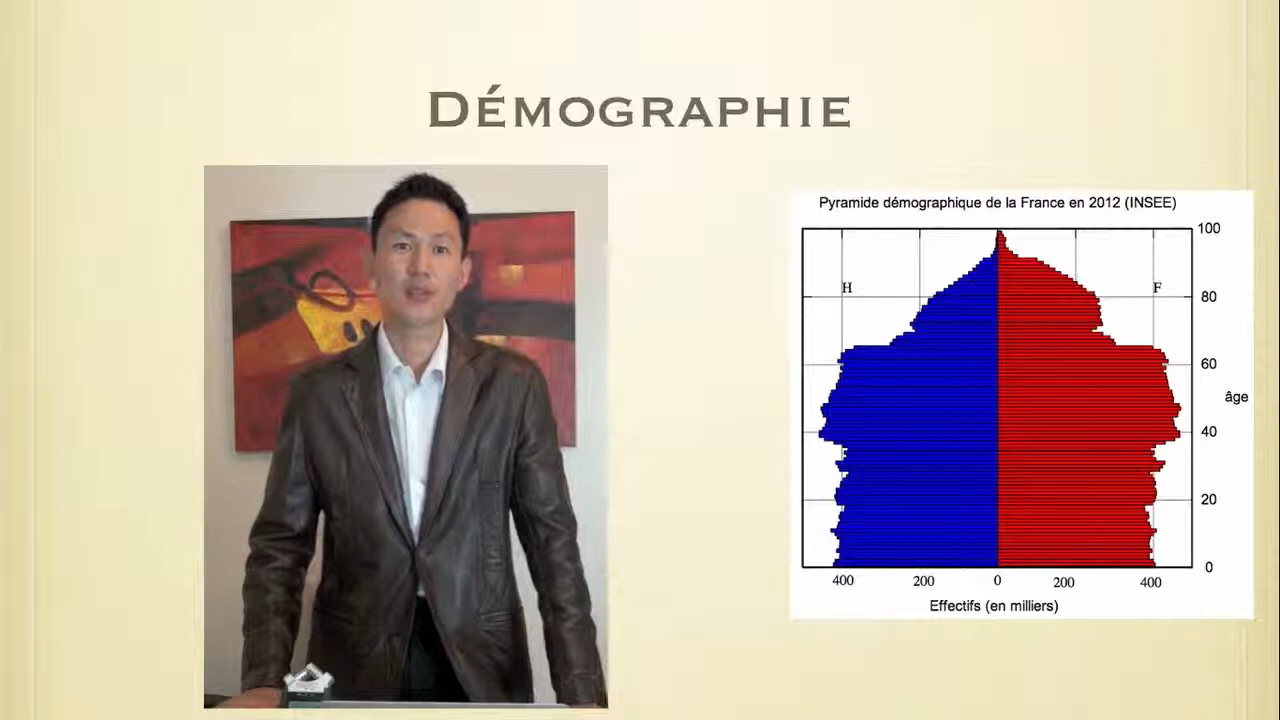 Démographie
Pyramide démographique de la France en 2012 (INSEE)
100
H
F
80
60
âge
40
20
0
400 200 0 200 400
Effectifs (en milliers)